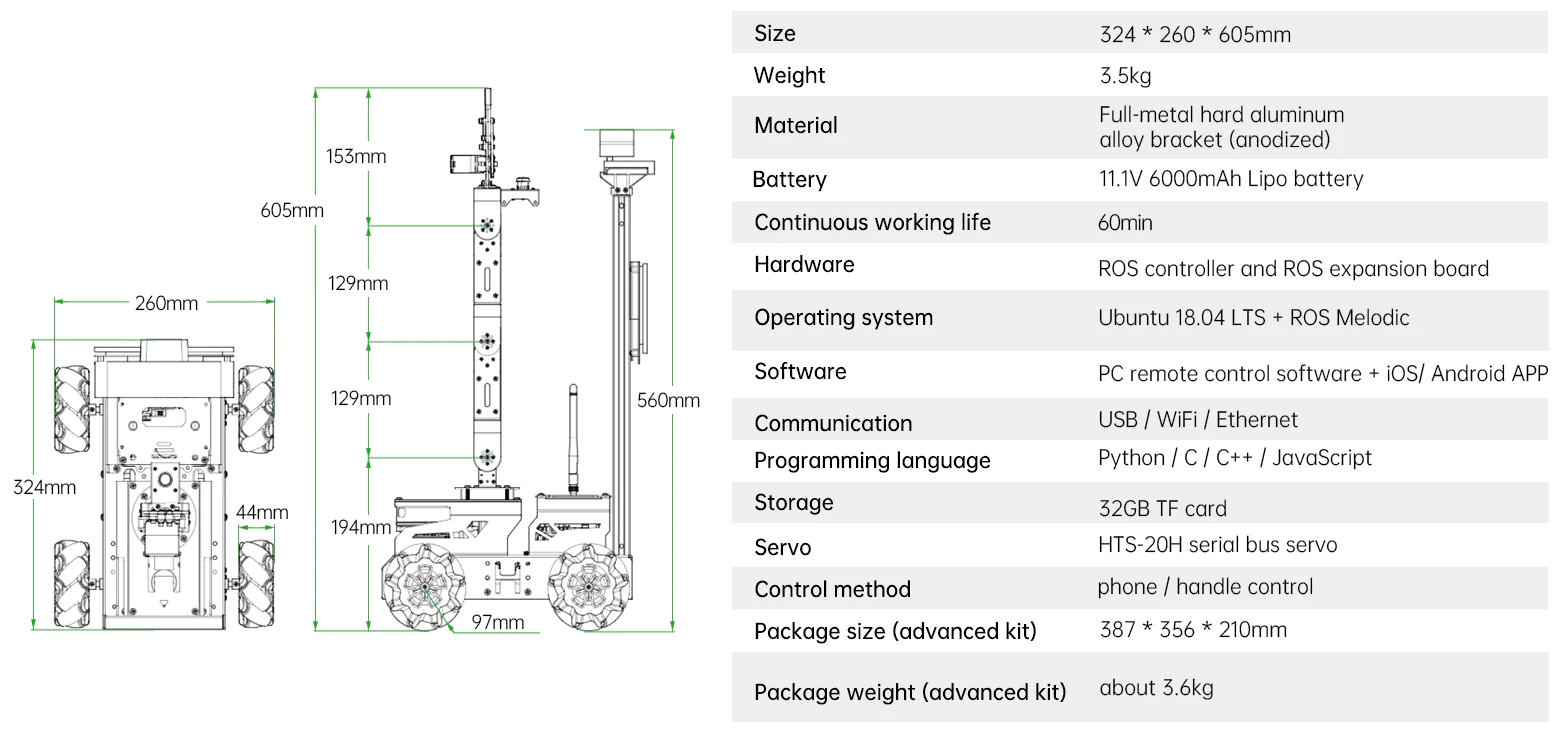 153mm
605mm
129mm
260mm
129mm
560mm
324mm
44mm
194mm
97mm
Size 324 * 260 * 605mm
Weight 3.5kg
Material Full-metal hard aluminum
alloy bracket (anodized)
Battery 11.1V 6000mAh Lipo battery
Continuous working life 60min
Hardware ROS controller and ROS expansion board
Operating system Ubuntu 18.04 LTS + ROS Melodic
Software PC remote control software + iOS/ Android APP
Communication USB / WiFi / Ethernet
Programming language Python / C / C++ / JavaScript
Storage 32GB TF card
Servo HTS-20H serial bus servo
Control method phone / handle control
Package size (advanced kit) 387 * 356 * 210mm
Package weight (advanced kit) about 3.6kg